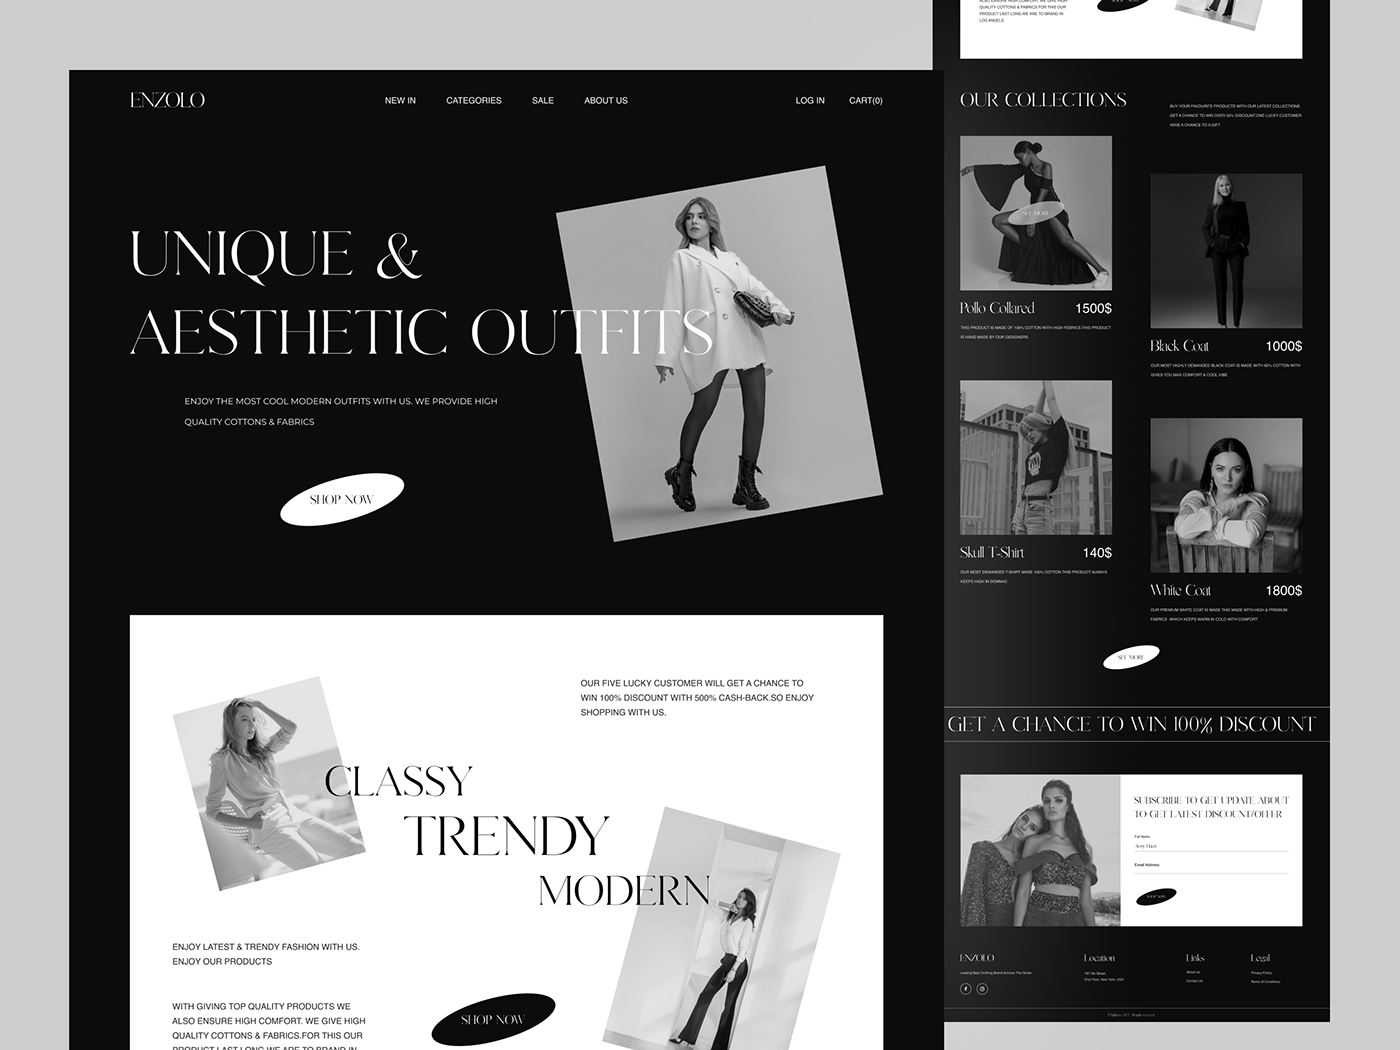 ENZOLO
NEW IN
CATEGORIES
SALE
ABOUT US
LOG IN
CART(0)
UNIQUE &
AESTHETIC OUTFITS
ENJOY THE MOST COOL MODERN OUTFITS WITH US. WE PROVIDE HIGH
QUALITY COTTONS & FABRICS
SHOP NOW
OUR FIVE LUCKY CUSTOMER WILL GET A CHANCE TO
WIN 100% DISCOUNT WITH 500% CASH-BACK.SO ENJOY
SHOPPING WITH US.
CLASSY
TRENDY
MODERN
ENJOY LATEST & TRENDY FASHION WITH US.
ENJOY OUR PRODUCTS
WITH GIVING TOP QUALITY PRODUCTS WE
ALSO ENSURE HIGH COMFORT. WE GIVE HIGH
QUALITY COTTONS & FABRICS.FOR THIS OUR
PRODUCT LAST LONG.WE ARE TO BRAND IN
SHOP NOW
ALSO ENSURE HIGH COMFORT. WE GIVE HIGH
QUALITY COTTONS & FABRICS.FOR THIS OUR
PRODUCT LAST LONG.WE ARE TO BRAND IN
LOS ANGELS.
OUR COLLECTIONS
BUY YOUR FAVOURITE PRODUCTS WITH OUR LATEST COLLECTIONS
GET A CHANCE TO WIN OVER 50% DISCOUNT.ONE LUCKY CUSTOMER
HAVE A CHANCE TO A GIFT
SEE MORE
Pollo Collared
1500$
THIS PRODUCT IS MADE OF 100% COTTON WITH HIGH FEBRICS.THIS PRODUCT
IS HAND MADE BY OUR DESIGNERS
Black Coat
1000$
OUR MOST HIGHLY DEMANDED BLACK COAT IS MADE WITH 90% COTTON WITH
GIVES YOU MAX COMFORT & COOL VIBE
Skull T-Shirt
140$
OUR MOST DEMANDED T-SHIRT MADE 100% COTTON.THIS PRODUCT ALWAYS
KEEPS HIGH IN DEMNAD.
White Coat
1800$
OUR PREMIUM WHITE COAT IS MADE THIS MADE WITH HIGH & PREMIUM
FABRICS WHICH KEEPS WARM IN COLD WITH COMFORT
SEE MORE
GET A CHANCE TO WIN 100% DISCOUNT
SUBSCRIBE TO GET UPDATE ABOUT
TO GET LATEST DISCOUNT/OFFER
Full Name
Email Address
SHOP NOW
ENZOLO
Leading Best Clothing Brand Accross The Globe
Location
Links
About us
Contact Us
Legal
Privacy Policy
Terms of Conditions